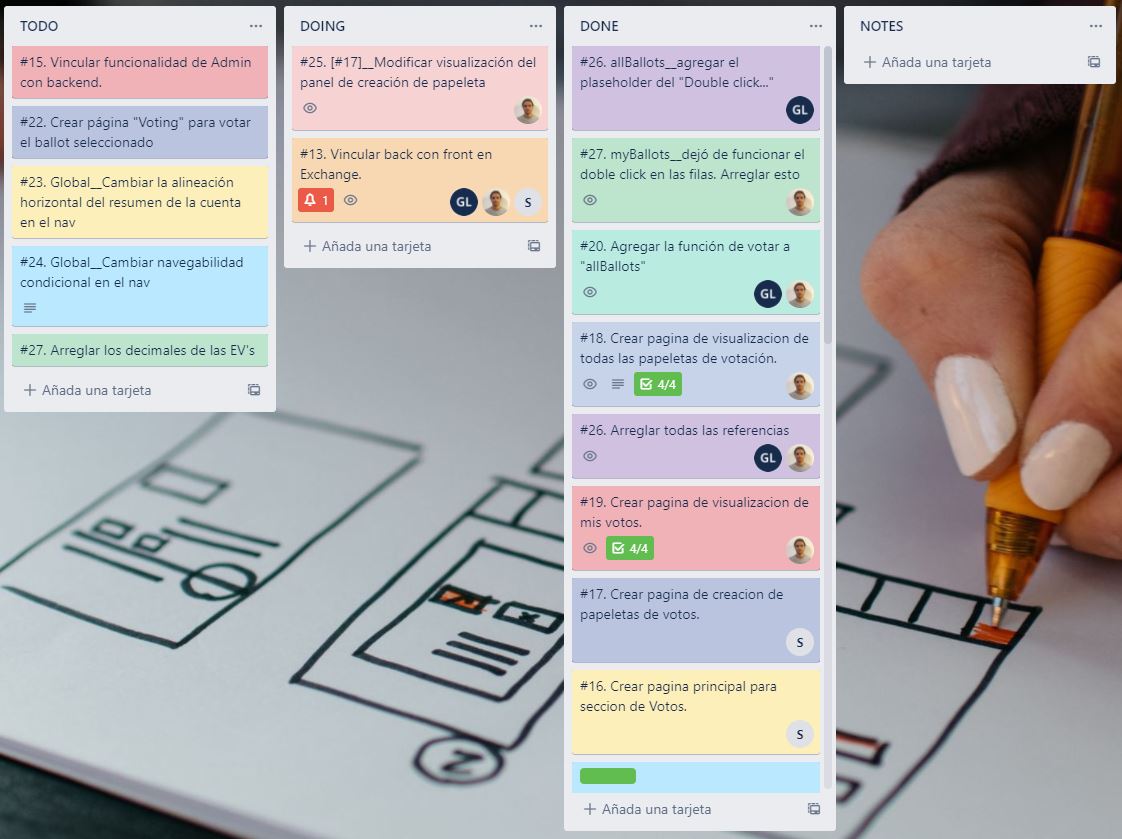 TODO
#15. Vincular funcionalidad de Admin
con backend.
#22. Crear página "Voting" para votar
el ballot seleccionado
#23. Global__Cambiar la alineación
horizontal del resumen de la cuenta
en el nav
#24. Global__Cambiar navegabilidad
condicional en el nav
#27. Arreglar los decimales de las EV's
Añada una tarjeta
DOING
#25. [#17]__Modificar visualización del
panel de creación de papeleta
#13. Vincular back con front en
Exchange.
1
GL
S
Añada una tarjeta
DONE
#26. allBallots__agregar el
plaseholder del "Double click..."
GL
#27. myBallots__dejó de funcionar el
doble click en las filas. Arreglar esto
#20. Agregar la función de votar a
"allBallots"
GL
#18. Crear pagina de visualizacion de
todas las papeletas de votación.
4/4
#26. Arreglar todas las referencias
GL
#19. Crear pagina de visualizacion de
mis votos.
4/4
#17. Crear pagina de creacion de
papeletas de votos.
S
#16. Crear pagina principal para
seccion de Votos.
S
Añada una tarjeta
NOTES
Añada una tarjeta